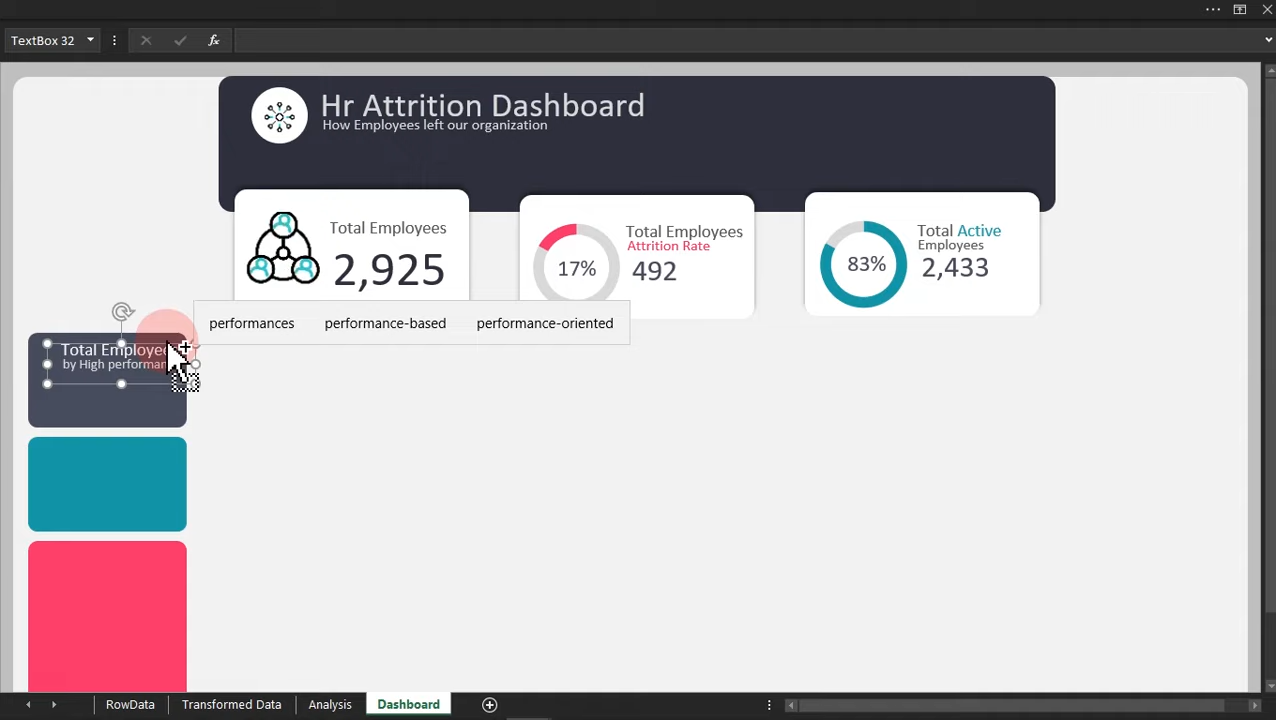 TextBox 32
fx
Hr Attrition Dashboard
How Employees left our organization
Total Employees
2,925
17%
Total Employees
Attrition Rate
492
83%
Total Active
Employees
2,433
performances performance-based performance-oriented
Total Employee
by High performan
RowData Transformed Data Analysis Dashboard